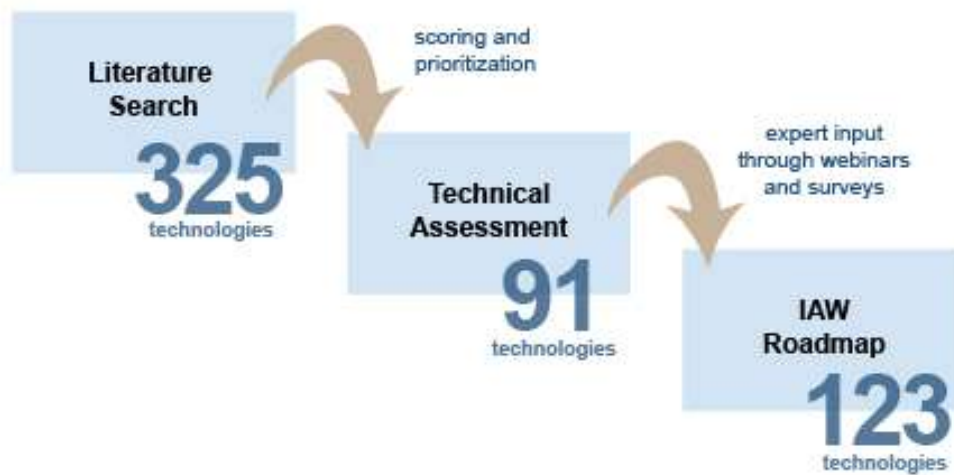 Literature
Search
325
technologies
scoring and
prioritization
Technical
Assessment
91
technologies
expert input
through webinars
and surveys
IAW
Roadmap
123
technologies